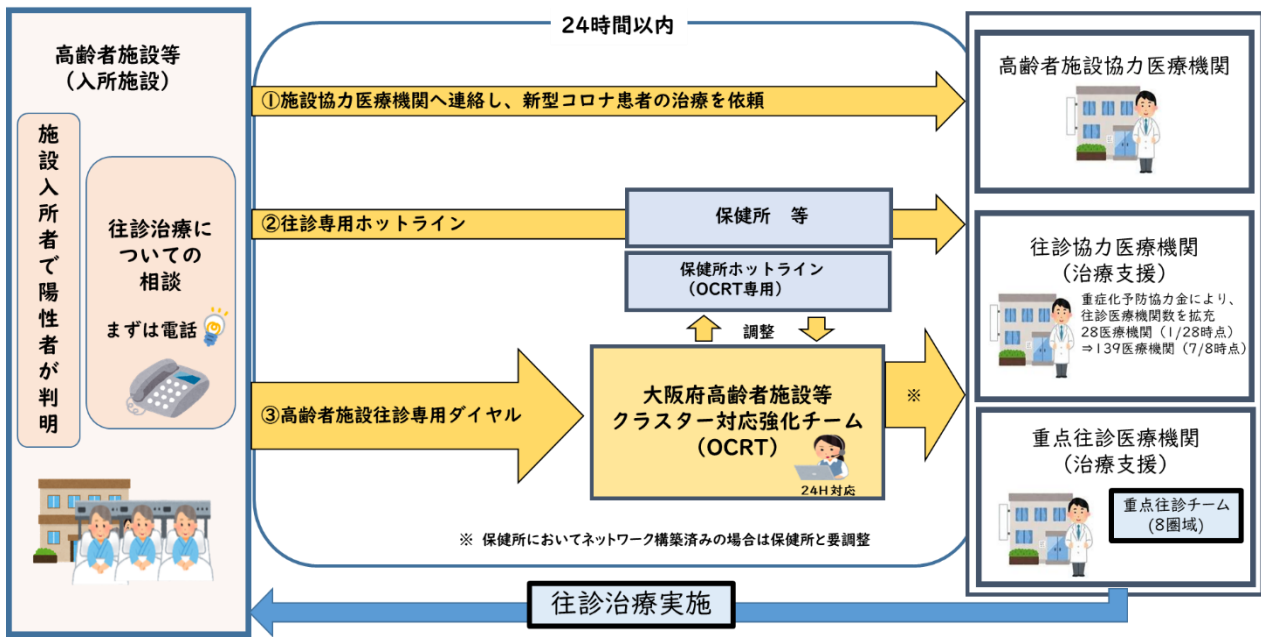 24時間以内
高齢者施設等
（入所施設）
施設入所者で陽性者が判明
往診治療に
ついての
相談
まずは電話
①施設協力医療機関へ連絡し、新型コロナ患者の治療を依頼
②往診専用ホットライン
保健所　等
保健所ホットライン
（OCRT専用）
調整
③高齢者施設往診専用ダイヤル
大阪府高齢者施設等
クラスター対応強化チーム
（OCRT）
24H対応
※
※ 保健所においてネットワーク構築済みの場合は保健所と要調整
高齢者施設協力医療機関
往診協力医療機関
（治療支援）
重症化予防協力金により、
往診医療機関数を拡充
28医療機関（1/28時点）
⇒139医療機関（7/8時点）
重点往診医療機関
（治療支援）
重点往診チーム
(8圏域)
往診治療実施